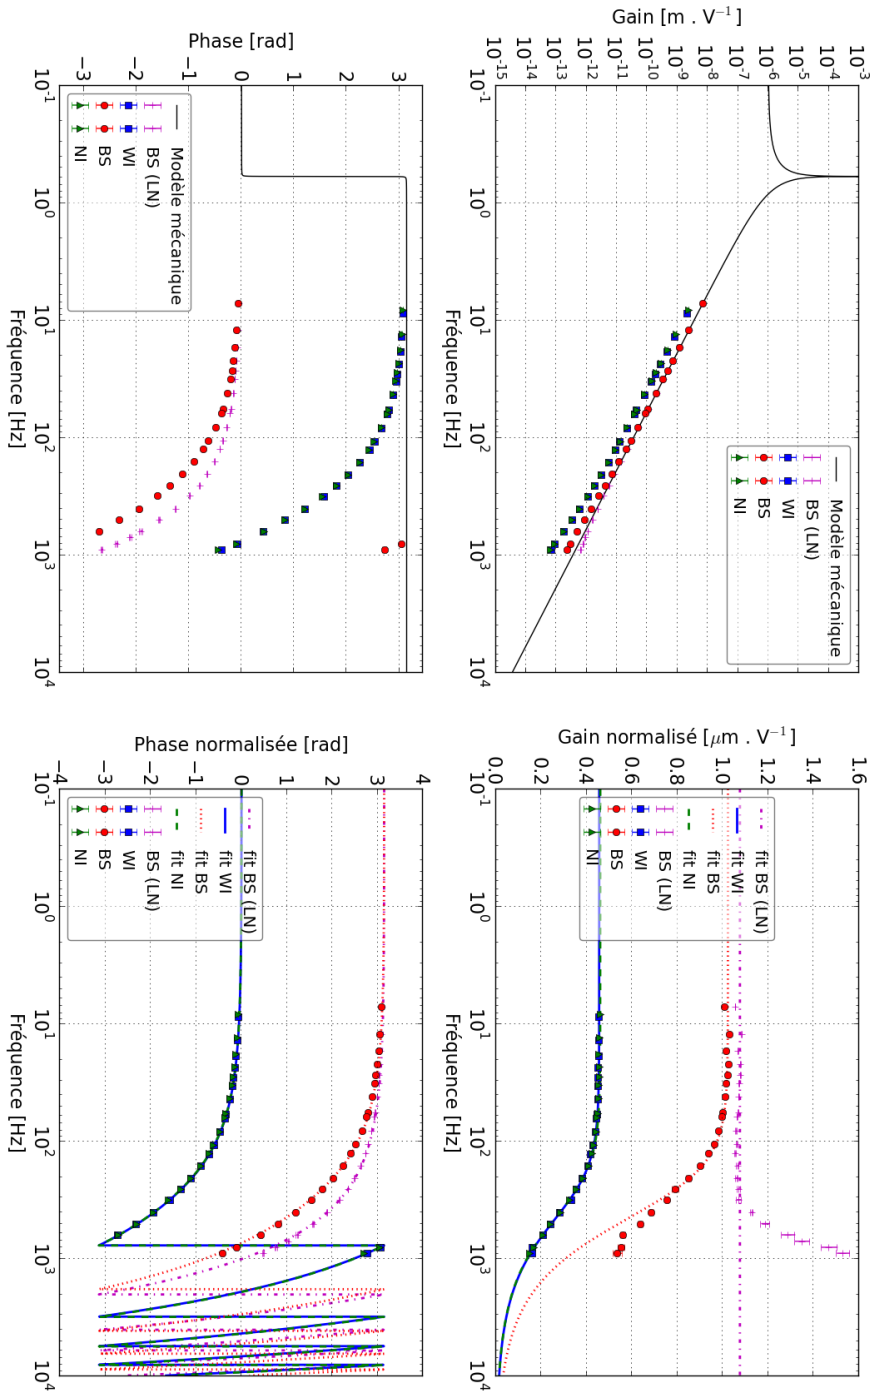 Gain [m . V⁻¹]
10⁻³
10⁻⁴
10⁻⁵
10⁻⁶
10⁻⁷
10⁻⁸
10⁻⁹
10⁻¹⁰
10⁻¹¹
10⁻¹²
10⁻¹³
10⁻¹⁴
10⁻¹⁵
10⁻¹ 10⁰ 10¹ 10² 10³ 10⁴
Fréquence [Hz]
Modèle mécanique
BS (LN)
WI
BS
NI
Gain normalisé [μm . V⁻¹]
1.6
1.4
1.2
1.0
0.8
0.6
0.4
0.2
0.0
10⁻¹ 10⁰ 10¹ 10² 10³ 10⁴
Fréquence [Hz]
fit BS (LN)
fit WI
fit BS
fit NI
BS (LN)
WI
BS
NI
Phase [rad]
3
2
1
0
−1
−2
−3
10⁻¹ 10⁰ 10¹ 10² 10³ 10⁴
Fréquence [Hz]
Modèle mécanique
BS (LN)
WI
BS
NI
Phase normalisée [rad]
4
3
2
1
0
−1
−2
−3
−4
10⁻¹ 10⁰ 10¹ 10² 10³ 10⁴
Fréquence [Hz]
fit BS (LN)
fit WI
fit BS
fit NI
BS (LN)
WI
BS
NI